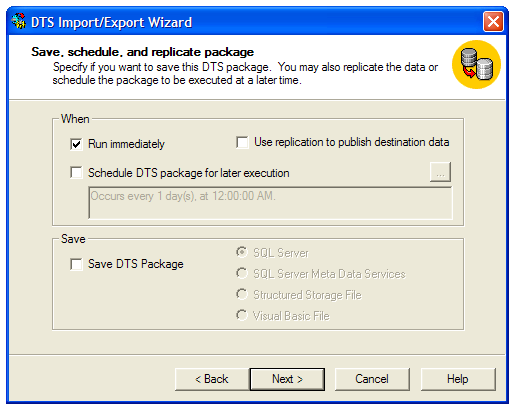 DTS Import/Export Wizard
Save, schedule, and replicate package
Specify if you want to save this DTS package. You may also replicate the data or
schedule the package to be executed at a later time.
When
Run immediately
Use replication to publish destination data
Schedule DTS package for later execution
...
Occurs every 1 day(s), at 12:00:00 AM.
Save
Save DTS Package
SQL Server
SQL Server Meta Data Services
Structured Storage File
Visual Basic File
< Back
Next >
Cancel
Help